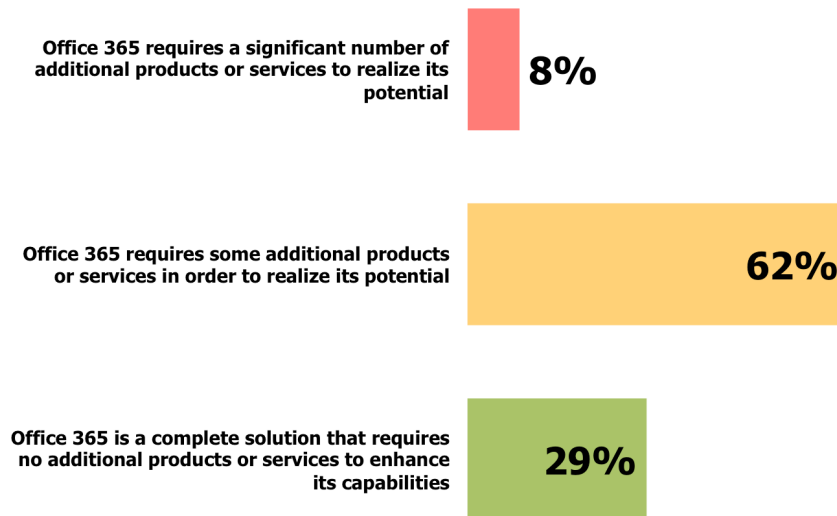 Office 365 requires a significant number of
additional products or services to realize its
potential
8%
Office 365 requires some additional products
or services in order to realize its potential
62%
Office 365 is a complete solution that requires
no additional products or services to enhance
its capabilities
29%